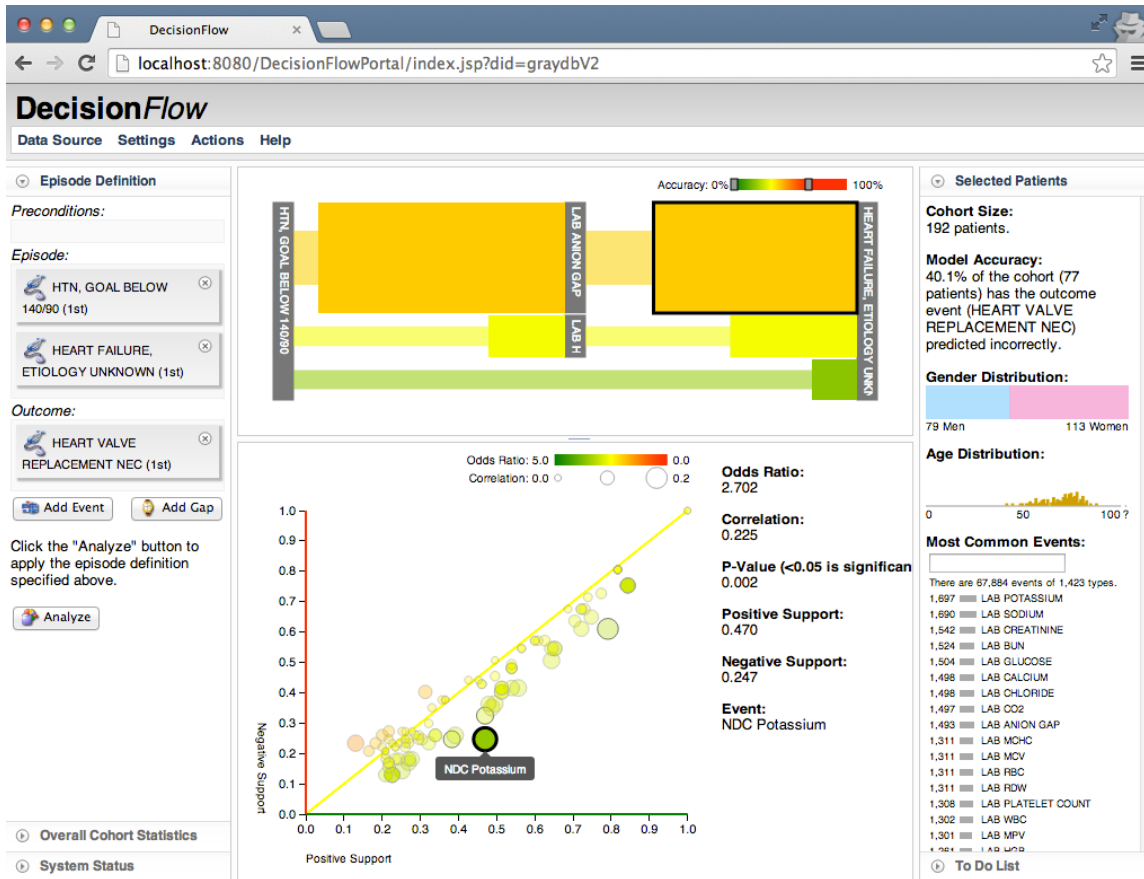 DecisionFlow
localhost:8080/DecisionFlowPortal/index.jsp?did=graydbV2
DecisionFlow
Data Source Settings Actions Help
Episode Definition
Preconditions:
Episode:
HTN, GOAL BELOW
140/90 (1st)
HEART FAILURE,
ETIOLOGY UNKNOWN (1st)
Outcome:
HEART VALVE
REPLACEMENT NEC (1st)
Add Event Add Gap
Click the "Analyze" button to
apply the episode definition
specified above.
Analyze
Overall Cohort Statistics
System Status
Accuracy: 0% 100%
HTN, GOAL BELOW 140/90
LAB ANION GAP
LAB H
HEART FAILURE, ETIOLOGY UNK
Odds Ratio: 5.0 0.0
Correlation: 0.0 0.2
1.0
0.9
0.8
0.7
0.6
0.5
0.4
0.3
0.2
0.1
0.0
Negative Support
NDC Potassium
0.0 0.1 0.2 0.3 0.4 0.5 0.6 0.7 0.8 0.9 1.0
Positive Support
Odds Ratio:
2.702
Correlation:
0.225
P-Value (<0.05 is significan
0.002
Positive Support:
0.470
Negative Support:
0.247
Event:
NDC Potassium
Selected Patients
Cohort Size:
192 patients.
Model Accuracy:
40.1% of the cohort (77
patients) has the outcome
event (HEART VALVE
REPLACEMENT NEC)
predicted incorrectly.
Gender Distribution:
79 Men 113 Women
Age Distribution:
0 50 100 ?
Most Common Events:
There are 67,884 events of 1,423 types.
1,697 LAB POTASSIUM
1,690 LAB SODIUM
1,542 LAB CREATININE
1,524 LAB BUN
1,504 LAB GLUCOSE
1,498 LAB CALCIUM
1,498 LAB CHLORIDE
1,497 LAB CO2
1,493 LAB ANION GAP
1,311 LAB MCHC
1,311 LAB MCV
1,311 LAB RBC
1,311 LAB RDW
1,308 LAB PLATELET COUNT
1,302 LAB WBC
1,301 LAB MPV
1,261 LAB HGB
To Do List